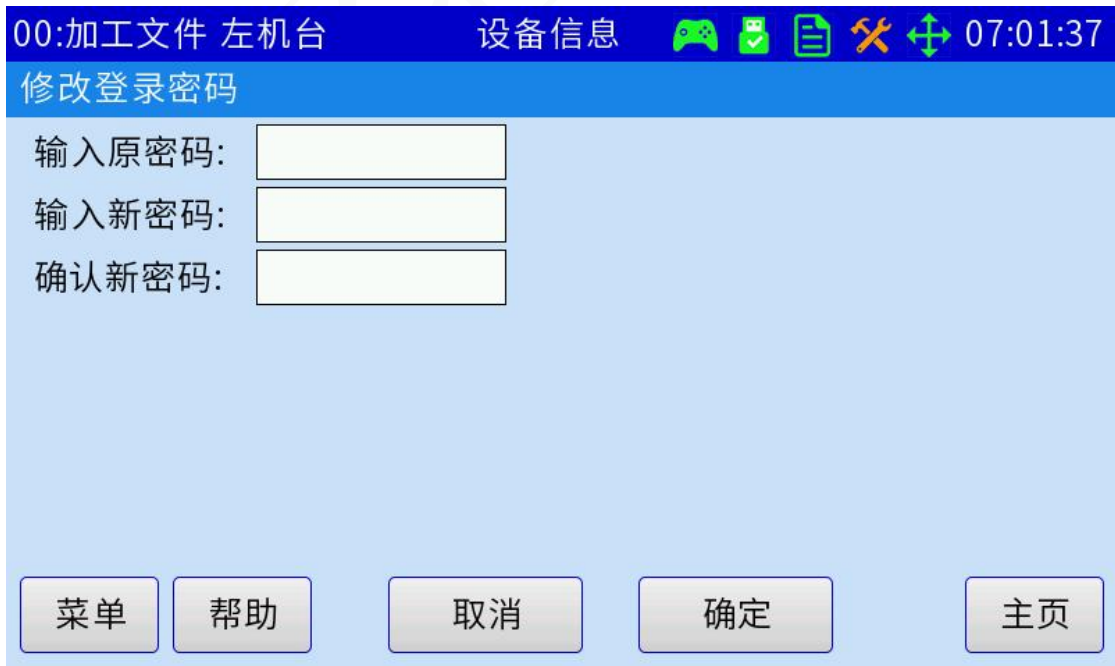 00:加工文件 左机台 设备信息 07:01:37
修改登录密码
输入原密码:
输入新密码:
确认新密码:
菜单 帮助 取消 确定 主页